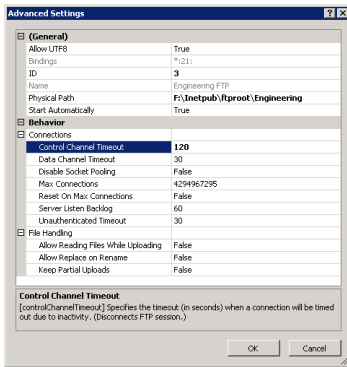 Advanced Settings
(General)
Allow UTF8 True
Bindings *:21:
ID 3
Name Engineering FTP
Physical Path F:\Inetpub\ftproot\Engineering
Start Automatically True
Behavior
Connections
Control Channel Timeout 120
Data Channel Timeout 30
Disable Socket Pooling False
Max Connections 4294967295
Reset On Max Connections False
Server Listen Backlog 60
Unauthenticated Timeout 30
File Handling
Allow Reading Files While Uploading False
Allow Replace on Rename False
Keep Partial Uploads False
Control Channel Timeout
[controlChannelTimeout] Specifies the timeout (in seconds) when a connection will be timed
out due to inactivity. (Disconnects FTP session.)
OK Cancel